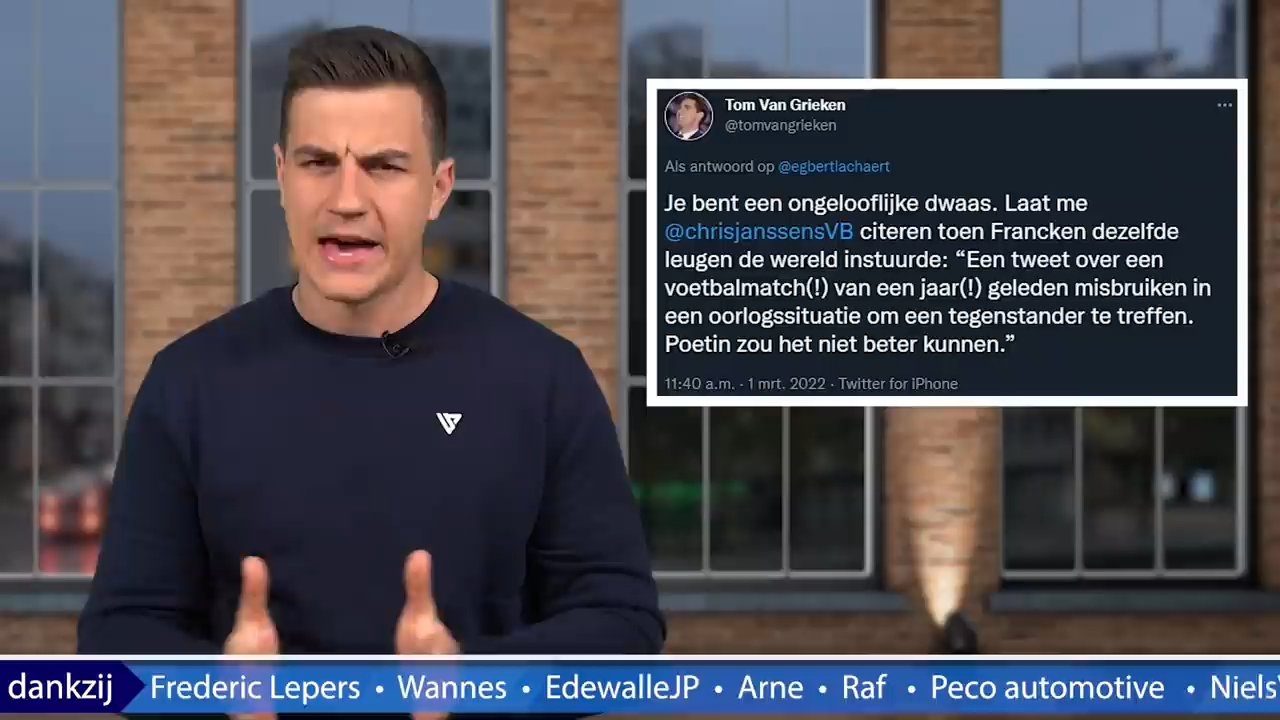 Tom Van Grieken
@tomvangrieken
Als antwoord op @egbertlachaert
Je bent een ongelooflijke dwaas. Laat me
@chrisjanssensVB citeren toen Francken dezelfde
leugen de wereld instuurde: “Een tweet over een
voetbalmatch(!) van een jaar(!) geleden misbruiken in
een oorlogssituatie om een tegenstander te treffen.
Poetin zou het niet beter kunnen.”
11:40 a.m. · 1 mrt. 2022 · Twitter for iPhone
dankzij Frederic Lepers • Wannes • EdewalleJP • Arne • Raf • Peco automotive •